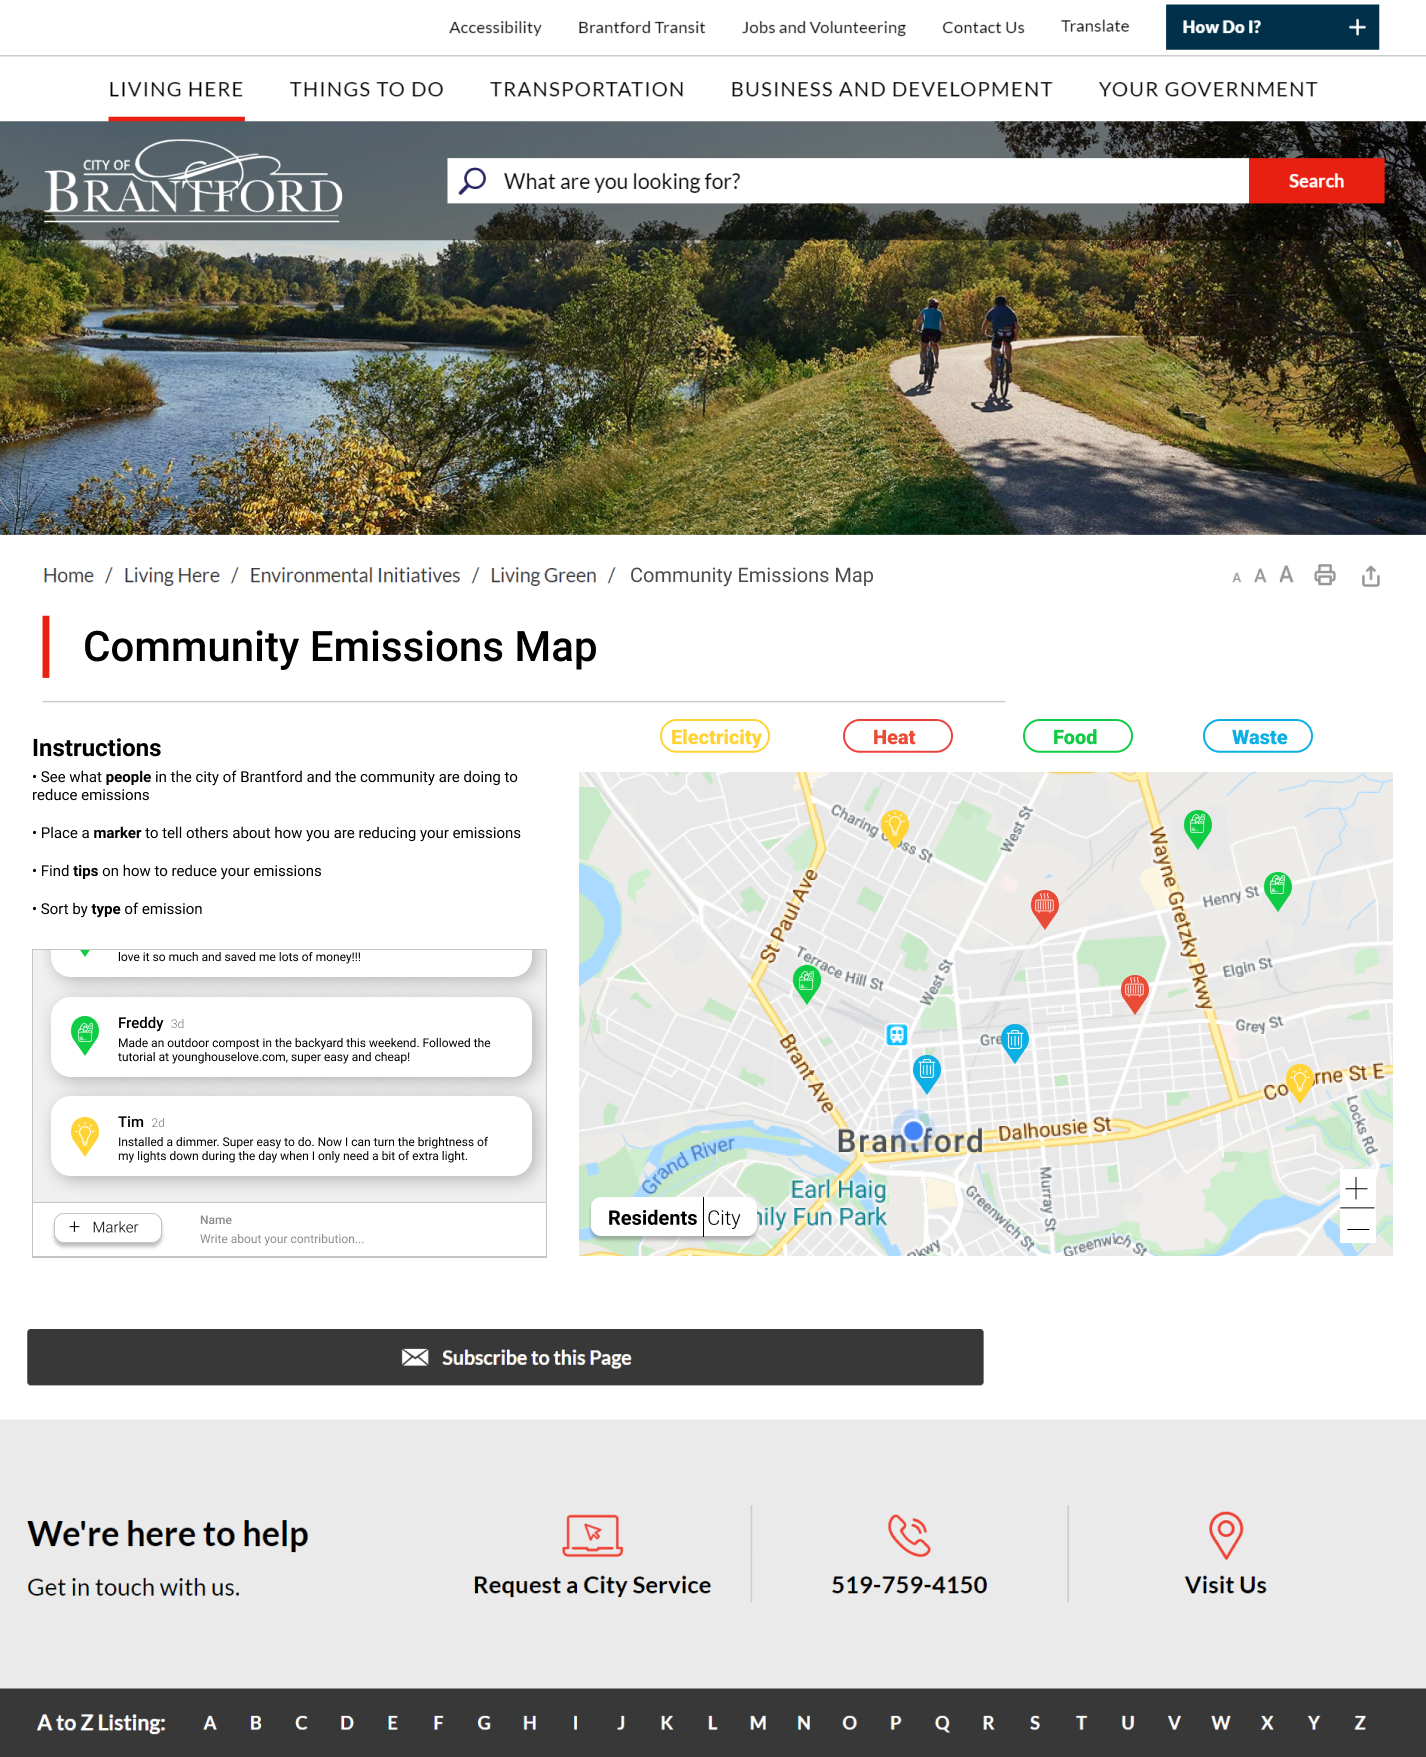 Accessibility
Brantford Transit
Jobs and Volunteering
Contact Us
Translate
How Do I?
LIVING HERE
THINGS TO DO
TRANSPORTATION
BUSINESS AND DEVELOPMENT
YOUR GOVERNMENT
CITY OF
BRANTFORD
What are you looking for?
Search
Home / Living Here / Environmental Initiatives / Living Green / Community Emissions Map
A A A
Community Emissions Map
Instructions
• See what people in the city of Brantford and the community are doing to
reduce emissions
• Place a marker to tell others about how you are reducing your emissions
• Find tips on how to reduce your emissions
• Sort by type of emission
love it so much and saved me lots of money!!!
Freddy 3d
Made an outdoor compost in the backyard this weekend. Followed the
tutorial at younghouselove.com, super easy and cheap!
Tim 2d
Installed a dimmer. Super easy to do. Now I can turn the brightness of
my lights down during the day when I only need a bit of extra light.
+ Marker
Name
Write about your contribution...
Electricity
Heat
Food
Waste
Charing
oss St
West St
Wayne Gretzky Pkwy
St Paul Ave
Henry St
Terrace Hill St
West St
Elgin St
Gre
Grey St
Brant Ave
Co
rne St E
Locks Rd
Brantford
Dalhousie St
Grand River
Earl Haig
ily Fun Park
Murray St
Greenwich St
Greenwich St
Pkwy
Residents
City
Subscribe to this Page
We're here to help
Get in touch with us.
Request a City Service
519-759-4150
Visit Us
A to Z Listing: A B C D E F G H I J K L M N O P Q R S T U V W X Y Z